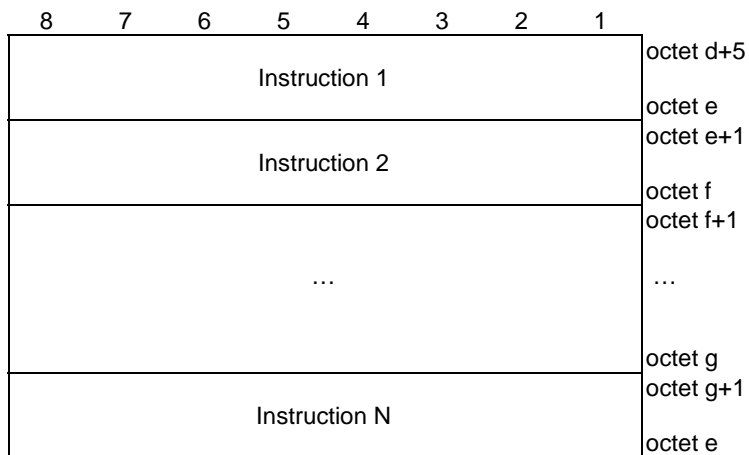 8 7 6 5 4 3 2 1
octet d+5
Instruction 1
octet e
octet e+1
Instruction 2
octet f
octet f+1
… …
octet g
octet g+1
Instruction N
octet e